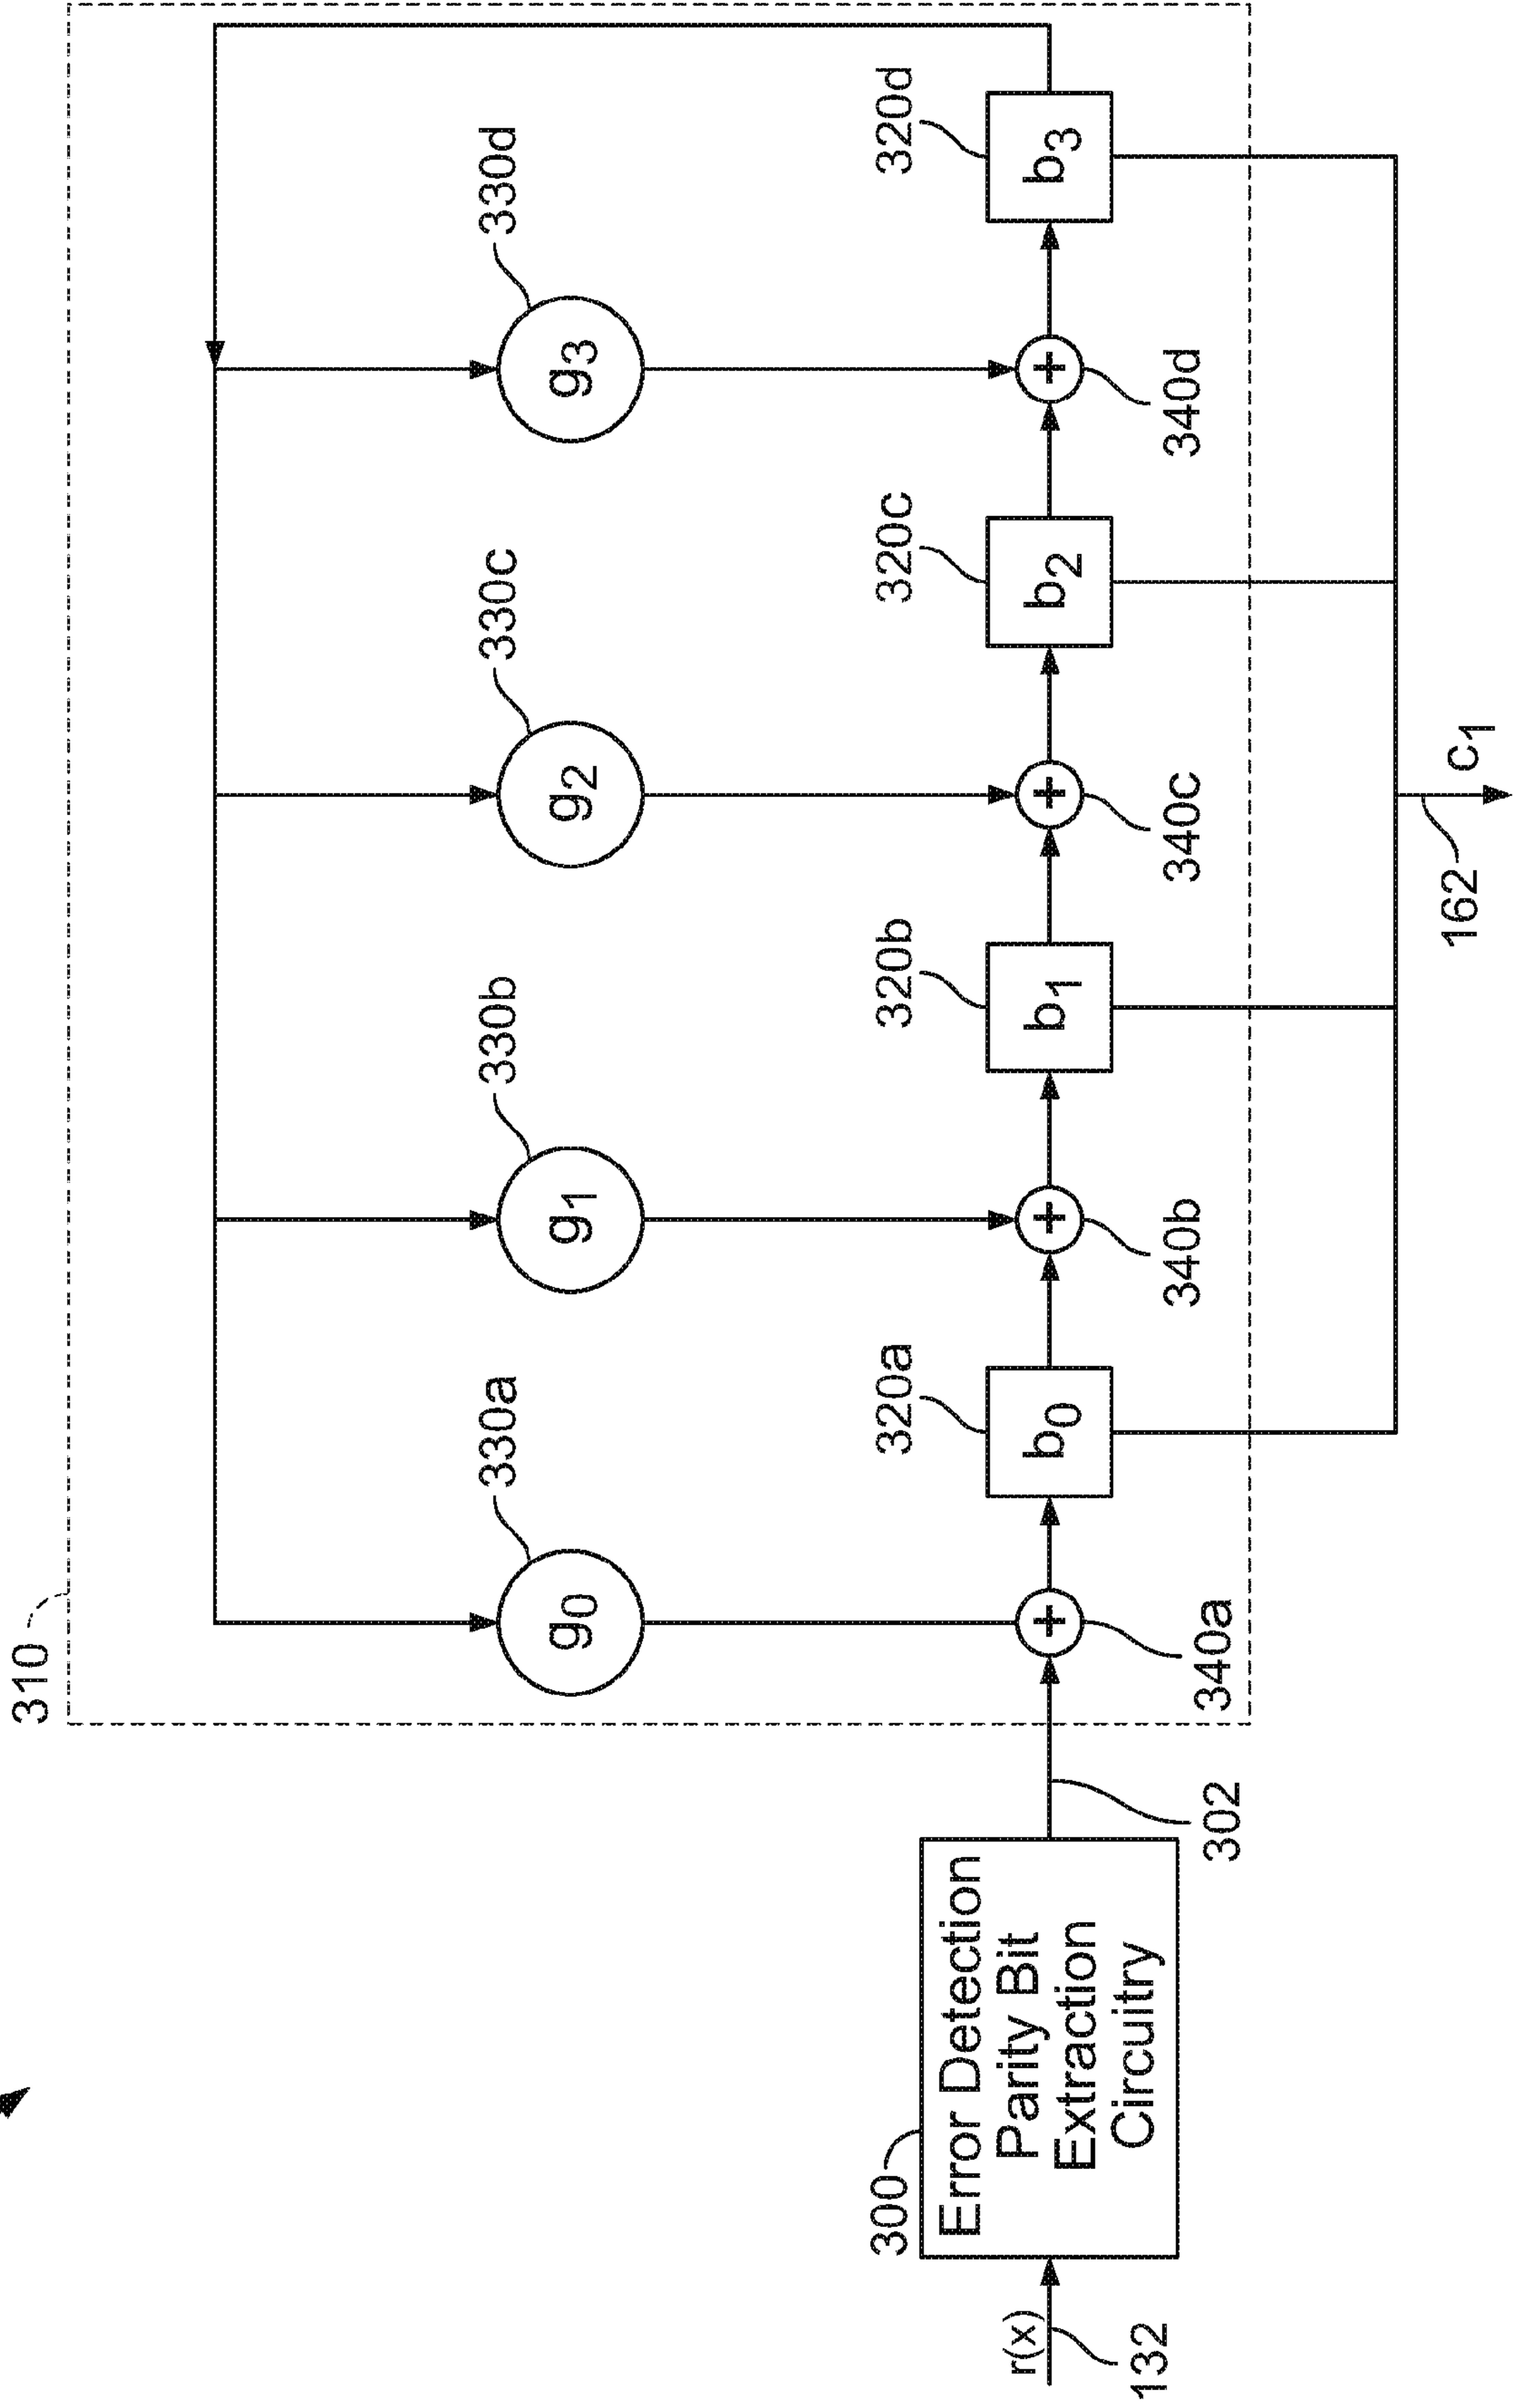 310
330a
330b
330c
330d
g0
g1
g2
g3
320a
320b
320c
320d
b0
b1
b2
b3
+
+
+
+
340a
340b
340c
340d
300
Error Detection
Parity Bit
Extraction
Circuitry
r(x)
132
302
162
c1